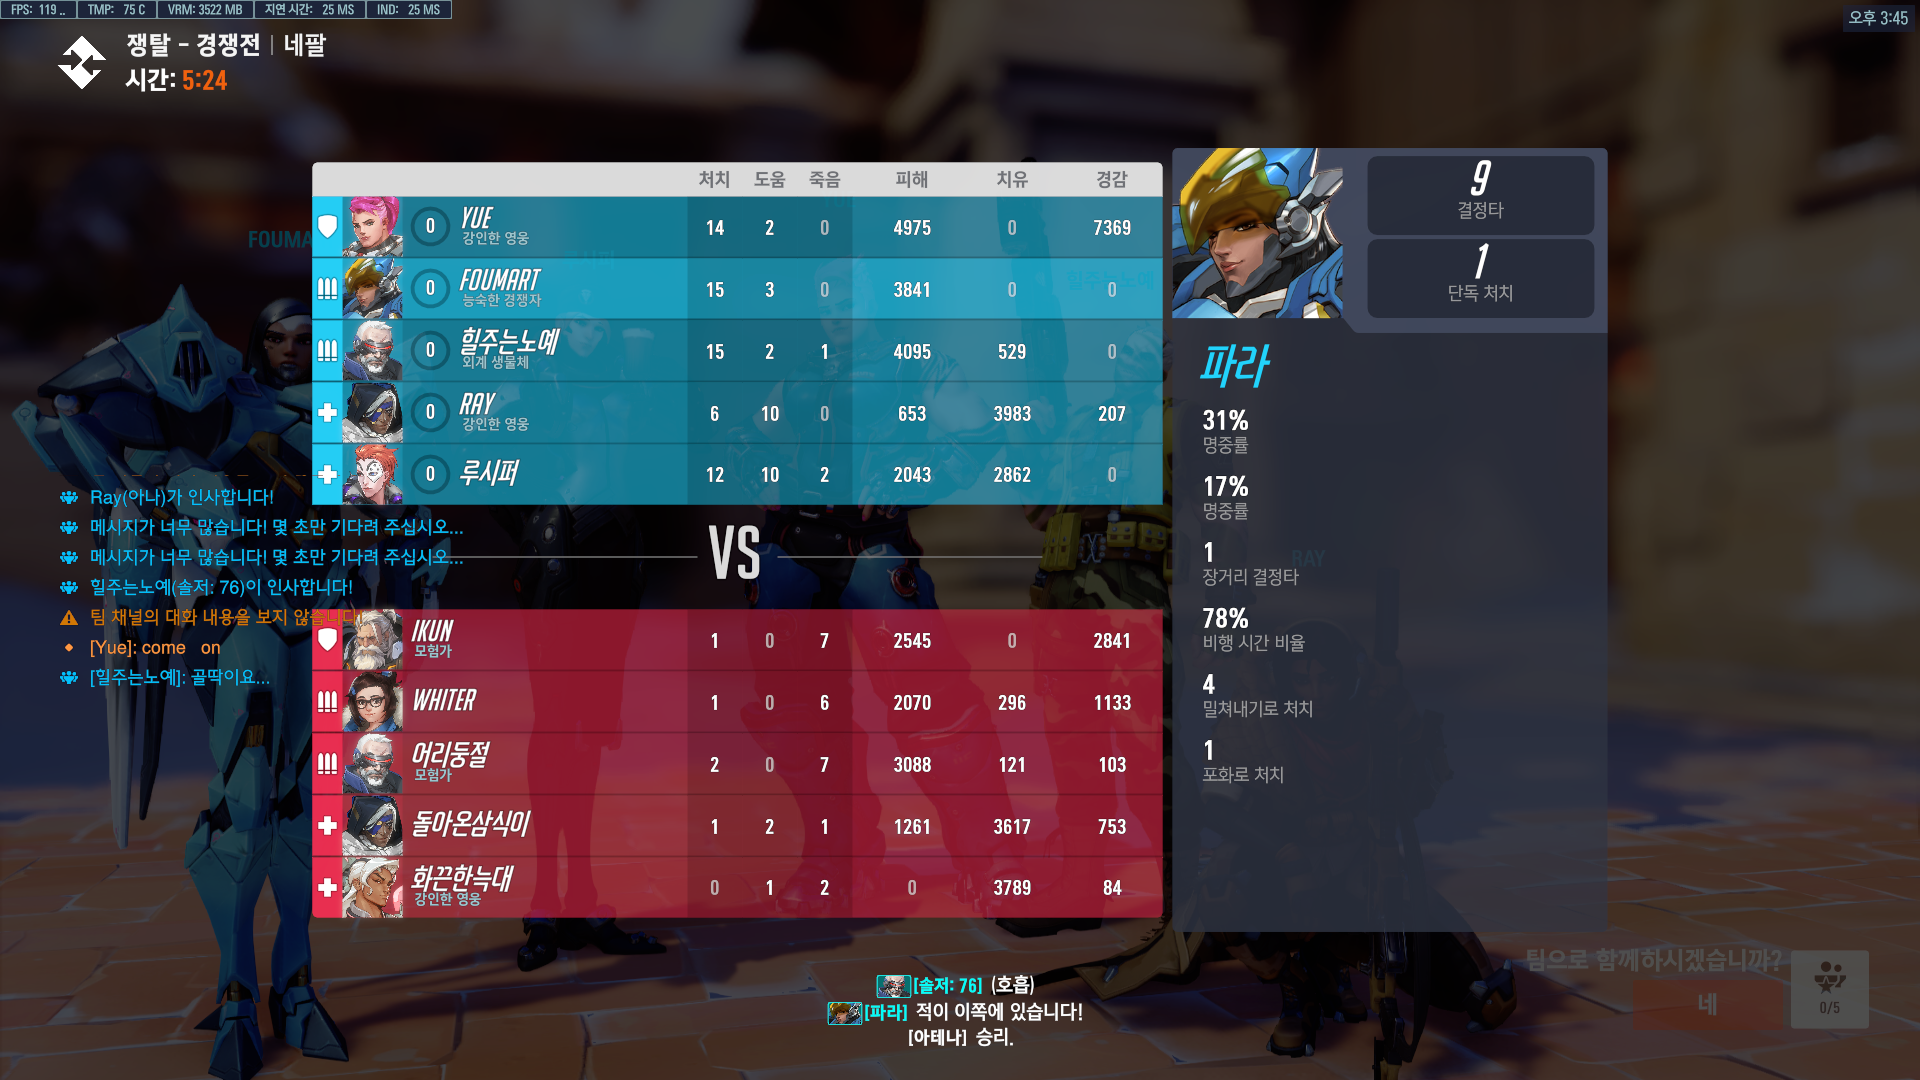 FPS: 119 .. TMP: 75 C VRM: 3522 MB 지연 시간: 25 MS IND: 25 MS
오후 3:45
쟁탈 - 경쟁전 | 네팔
시간: 5:24
처치 도움 죽음 피해 치유 경감
0 YUE 14 2 0 4975 0 7369
강인한 영웅
0 FOUMART 15 3 0 3841 0 0
능숙한 경쟁자
0 힐주는노예 15 2 1 4095 529 0
외계 생물체
0 RAY 6 10 0 653 3983 207
강인한 영웅
0 루시퍼 12 10 2 2043 2862 0
VS
IKUN 1 0 7 2545 0 2841
모험가
WHITER 1 0 6 2070 296 1133
어리둥절 2 0 7 3088 121 103
모험가
돌아온삼식이 1 2 1 1261 3617 753
화끈한늑대 0 1 2 0 3789 84
강인한 영웅
9
결정타
1
단독 처치
파라
31%
명중률
17%
명중률
1
장거리 결정타
78%
비행 시간 비율
4
밀쳐내기로 처치
1
포화로 처치
FOUMA
RAY
Ray(아나)가 인사합니다!
메시지가 너무 많습니다! 몇 초만 기다려 주십시오...
메시지가 너무 많습니다! 몇 초만 기다려 주십시오...
힐주는노예(솔저: 76)이 인사합니다!
팀 채널의 대화 내용을 보지 않습니다!
[Yue]: come on
[힐주는노예]: 골딱이요...
[솔저: 76] (호흡)
[파라] 적이 이쪽에 있습니다!
[아테나] 승리.
팀으로 함께하시겠습니까?
네
0/5